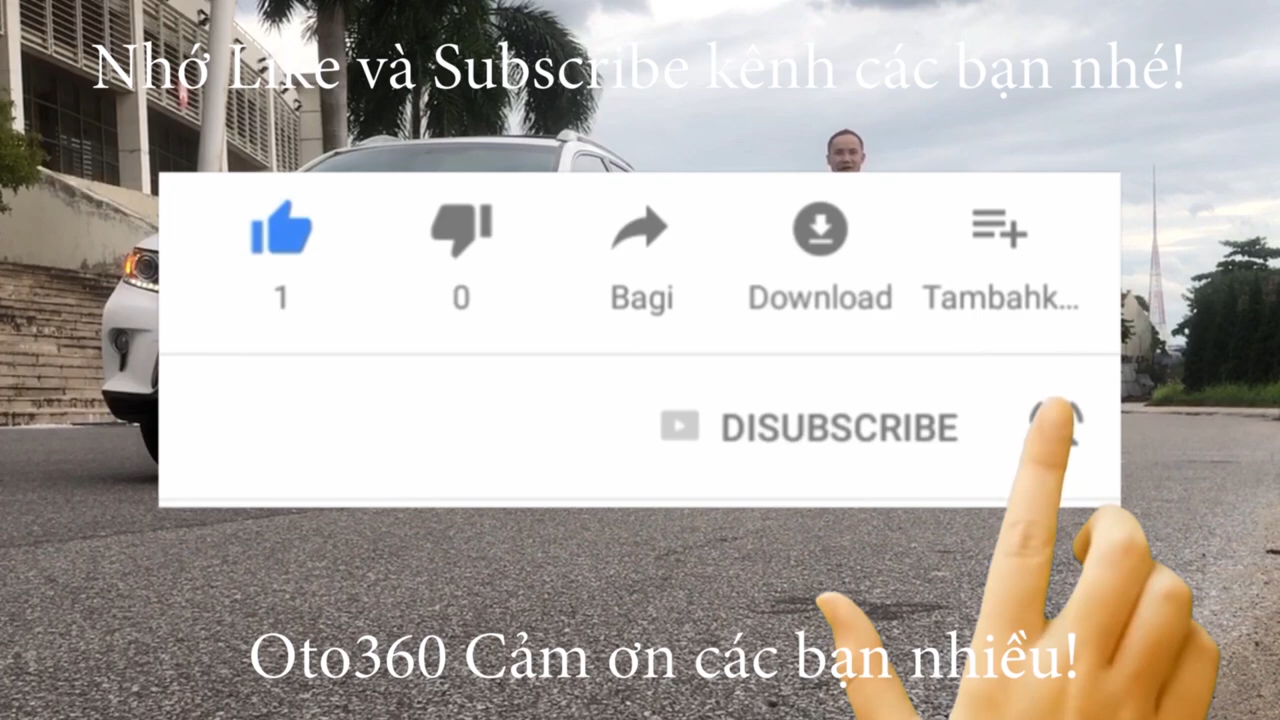 Nhớ Like và Subscribe kênh các bạn nhé!
1 0 Bagi Download Tambahk...
DISUBSCRIBE
Oto360 Cảm ơn các bạn nhiều!